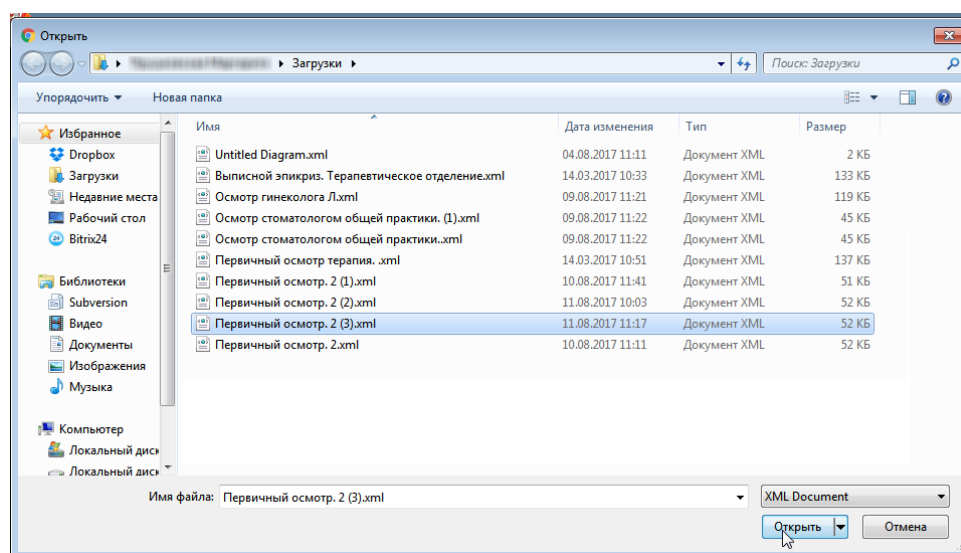 Открыть
Загрузки
Поиск: Загрузки
Упорядочить Новая папка
Имя Дата изменения Тип Размер
Избранное
Dropbox
Загрузки
Недавние места
Рабочий стол
Bitrix24
Библиотеки
Subversion
Видео
Документы
Изображения
Музыка
Компьютер
Локальный диск
Локальный диск
Untitled Diagram.xml 04.08.2017 11:11 Документ XML 2 КБ
Выписной эпикриз. Терапевтическое отделение.xml 14.03.2017 10:33 Документ XML 133 КБ
Осмотр гинеколога Л.xml 09.08.2017 11:21 Документ XML 119 КБ
Осмотр стоматологом общей практики. (1).xml 09.08.2017 11:22 Документ XML 45 КБ
Осмотр стоматологом общей практики..xml 09.08.2017 11:22 Документ XML 45 КБ
Первичный осмотр терапия. .xml 14.03.2017 10:51 Документ XML 137 КБ
Первичный осмотр. 2 (1).xml 10.08.2017 11:41 Документ XML 51 КБ
Первичный осмотр. 2 (2).xml 11.08.2017 10:03 Документ XML 52 КБ
Первичный осмотр. 2 (3).xml 11.08.2017 11:17 Документ XML 52 КБ
Первичный осмотр. 2.xml 10.08.2017 11:11 Документ XML 52 КБ
Имя файла: Первичный осмотр. 2 (3).xml XML Document
Открыть Отмена